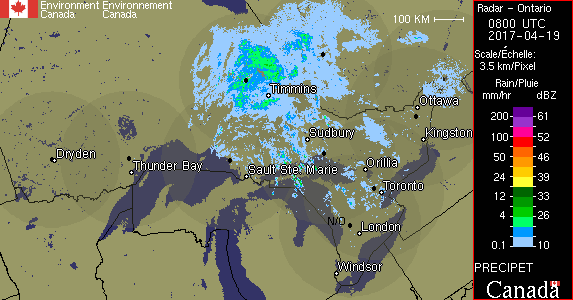 Environment Environnement
Canada Canada
100 KM
Timmins
Ottawa
Sudbury
Kingston
Dryden
Thunder Bay
Sault Ste. Marie
Orillia
Toronto
N/O
London
Windsor
Radar - Ontario
0800 UTC
2017-04-19
Scale/Échelle:
3.5 km/Pixel
Rain/Pluie
mm/hr dBZ
200 61
100 52
50 46
24 39
12 33
4 26
0.1 10
PRECIPET
Canada